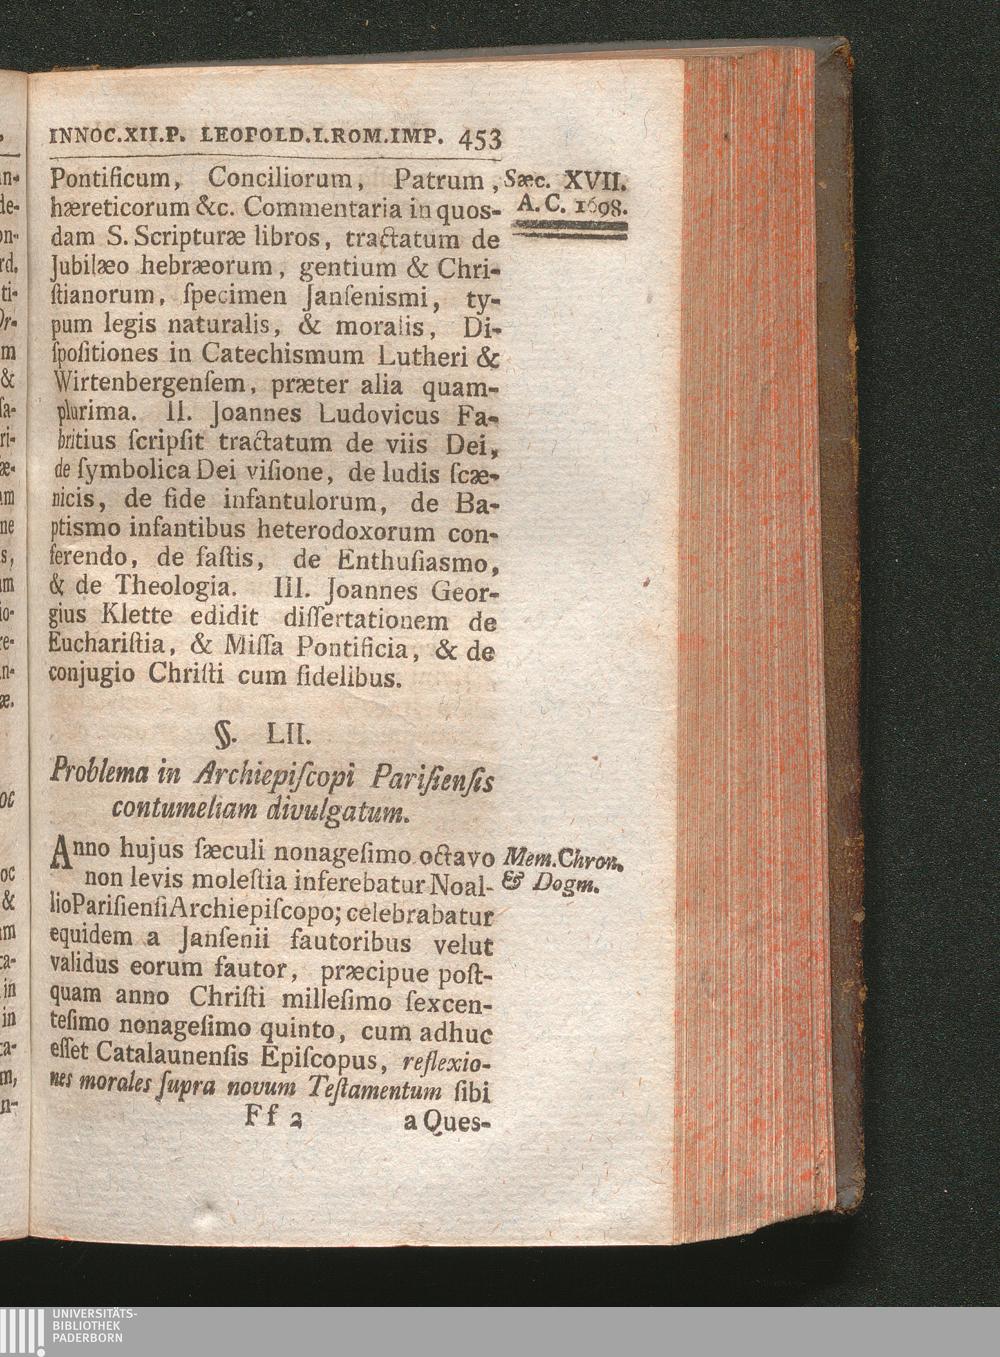 INNOC.XII.P. LEOPOLD.I.ROM.IMP. 453
Pontificum, Conciliorum, Patrum,
hæreticorum &c. Commentaria in quos-
dam S. Scripturæ libros, tractatum de
Jubilæo hebræorum, gentium & Chri-
ſtianorum, ſpecimen Janſenismi, ty-
pum legis naturalis, & moralis, Di-
ſpoſitiones in Catechismum Lutheri &
Wirtenbergenſem, præter alia quam-
plurima. II. Joannes Ludovicus Fa-
britius ſcripſit tractatum de viis Dei,
de ſymbolica Dei viſione, de ludis ſcæ-
nicis, de fide infantulorum, de Ba-
ptismo infantibus heterodoxorum con-
ferendo, de faſtis, de Enthuſiasmo,
& de Theologia. III. Joannes Geor-
gius Klette edidit diſſertationem de
Euchariſtia, & Miſſa Pontificia, & de
conjugio Chriſti cum fidelibus.
Sæc. XVII.
A. C. 1698.
§. LII.
Problema in Archiepiſcopi Pariſienſis
contumeliam divulgatum.
Anno hujus ſæculi nonageſimo octavo
non levis moleſtia inferebatur Noal-
lio Pariſienſi Archiepiſcopo; celebrabatur
equidem a Janſenii fautoribus velut
validus eorum fautor, præcipue poſt-
quam anno Chriſti milleſimo ſexcen-
teſimo nonageſimo quinto, cum adhuc
eſſet Catalaunenſis Epiſcopus, reflexio-
nes morales ſupra novum Teſtamentum ſibi
Mem. Chron.
& Dogm.
Ff 2 a Ques-
UNIVERSITÄTS-
BIBLIOTHEK
PADERBORN